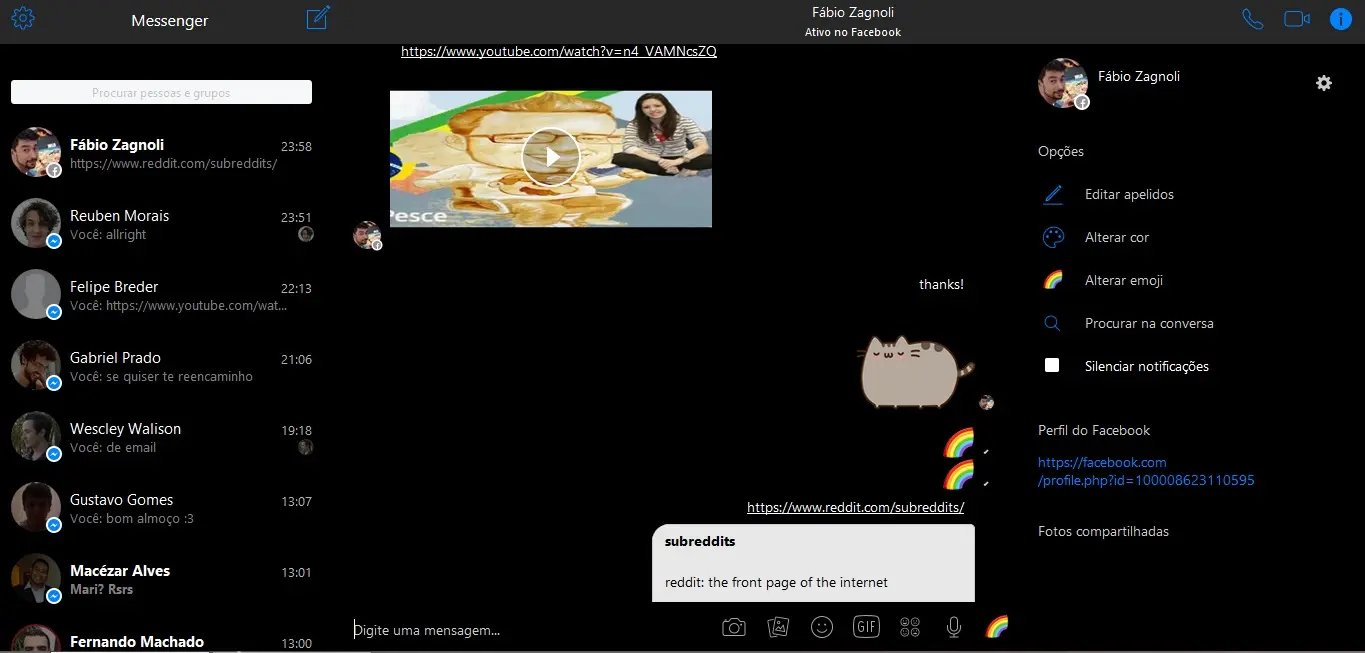 Messenger
Procurar pessoas e grupos
Fábio Zagnoli
23:58
https://www.reddit.com/subreddits/
Reuben Morais
23:51
Você: allright
Felipe Breder
22:13
Você: https://www.youtube.com/wat...
Gabriel Prado
21:06
Você: se quiser te reencaminho
Wescley Walison
19:18
Você: de email
Gustavo Gomes
13:07
Você: bom almoço :3
Macézar Alves
13:01
Mari? Rsrs
Fernando Machado
13:00
Fábio Zagnoli
Ativo no Facebook
https://www.youtube.com/watch?v=n4_VAMNcsZQ
Pesce
thanks!
https://www.reddit.com/subreddits/
subreddits
reddit: the front page of the internet
Digite uma mensagem...
GIF
Fábio Zagnoli
Opções
Editar apelidos
Alterar cor
Alterar emoji
Procurar na conversa
Silenciar notificações
Perfil do Facebook
https://facebook.com
/profile.php?id=100008623110595
Fotos compartilhadas